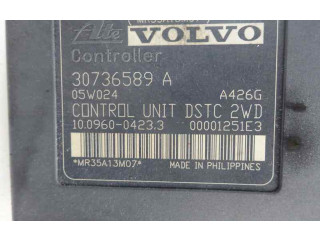 Ate VOLVO
Controller
30736589 A
05W024 A426G
CONTROL UNIT DSTC 2WD
10.0960-0423.3 00001251E3
*MR35A13M07* MADE IN PHILIPPINES